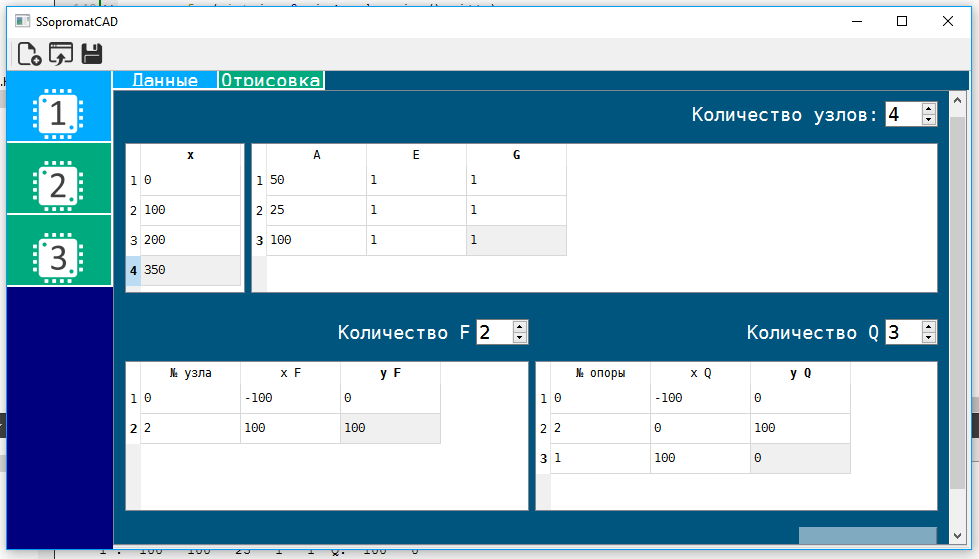 SSopromatCAD
Данные Отрисовка
1
2
3
Количество узлов: 4
x
1 0
2 100
3 200
4 350
A E G
1 50 1 1
2 25 1 1
3 100 1 1
Количество F 2
№ узла x F y F
1 0 -100 0
2 2 100 100
Количество Q 3
№ опоры x Q y Q
1 0 -100 0
2 2 0 100
3 1 100 0